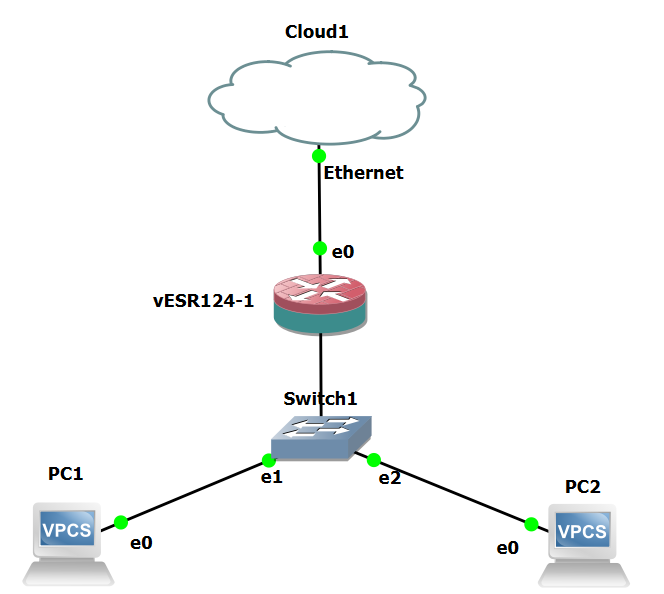 Cloud1
Ethernet
e0
vESR124-1
Switch1
e1
e2
PC1
PC2
VPCS
e0
VPCS
e0